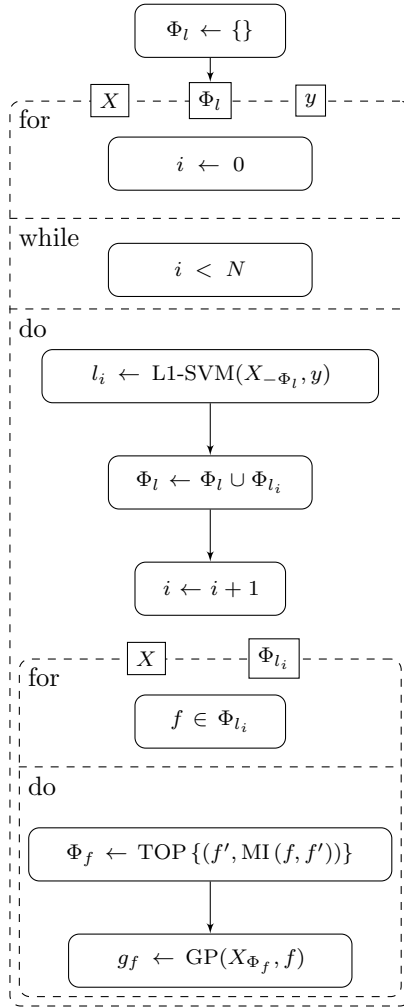 Φ_l ← {}
X Φ_l y
for
i ← 0
while
i < N
do
l_i ← L1-SVM(X_{−Φ_l}, y)
Φ_l ← Φ_l ∪ Φ_{l_i}
i ← i + 1
X Φ_{l_i}
for
f ∈ Φ_{l_i}
do
Φ_f ← TOP {(f′, MI (f, f′))}
g_f ← GP(X_{Φ_f}, f)